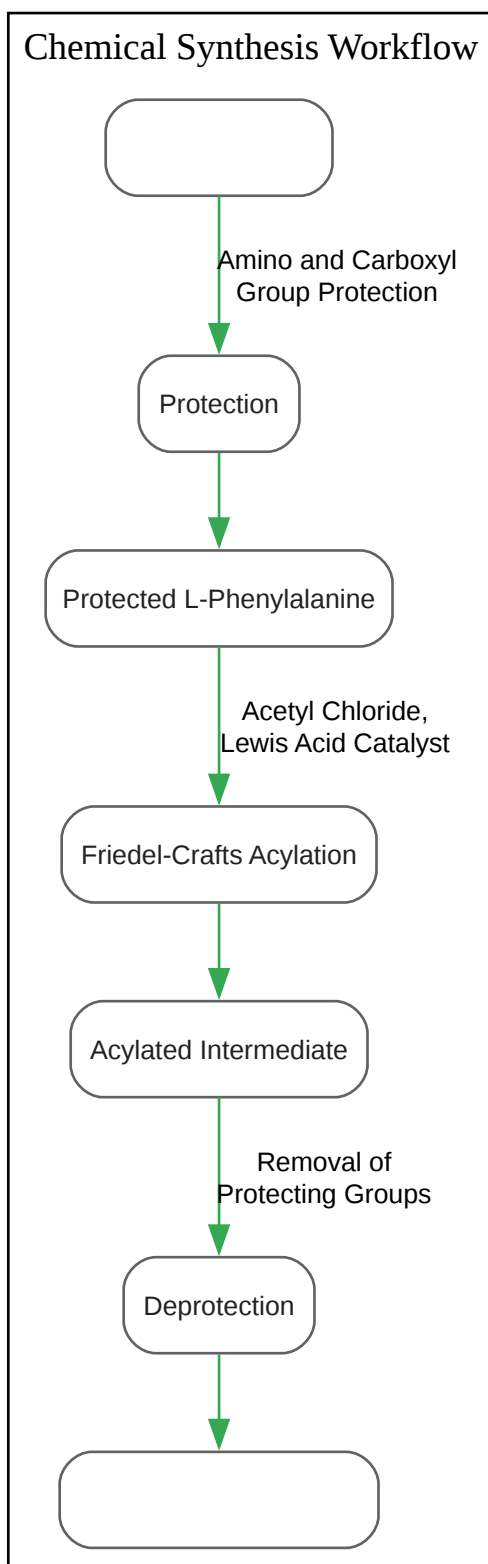 Chemical Synthesis Workflow
Amino and Carboxyl
Group Protection
Protection
Protected L-Phenylalanine
Acetyl Chloride,
Lewis Acid Catalyst
Friedel-Crafts Acylation
Acylated Intermediate
Removal of
Protecting Groups
Deprotection